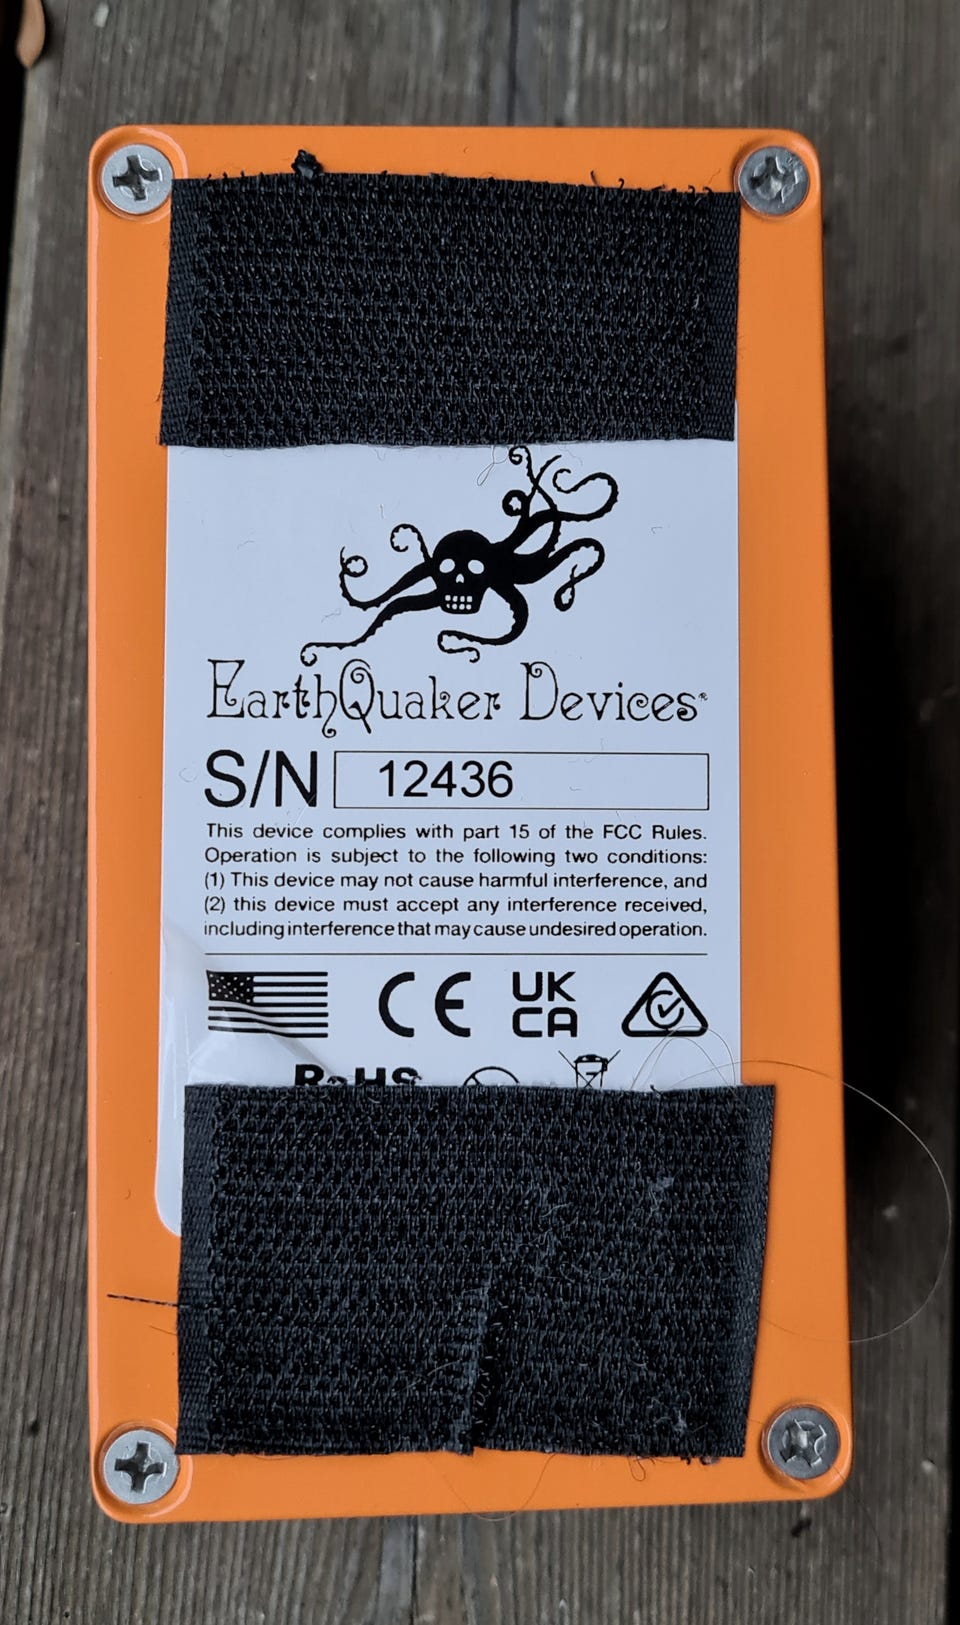 EarthQuaker Devices®
S/N 12436
This device complies with part 15 of the FCC Rules.
Operation is subject to the following two conditions:
(1) This device may not cause harmful interference, and
(2) this device must accept any interference received,
including interference that may cause undesired operation.
CE UK
CA
RoHS